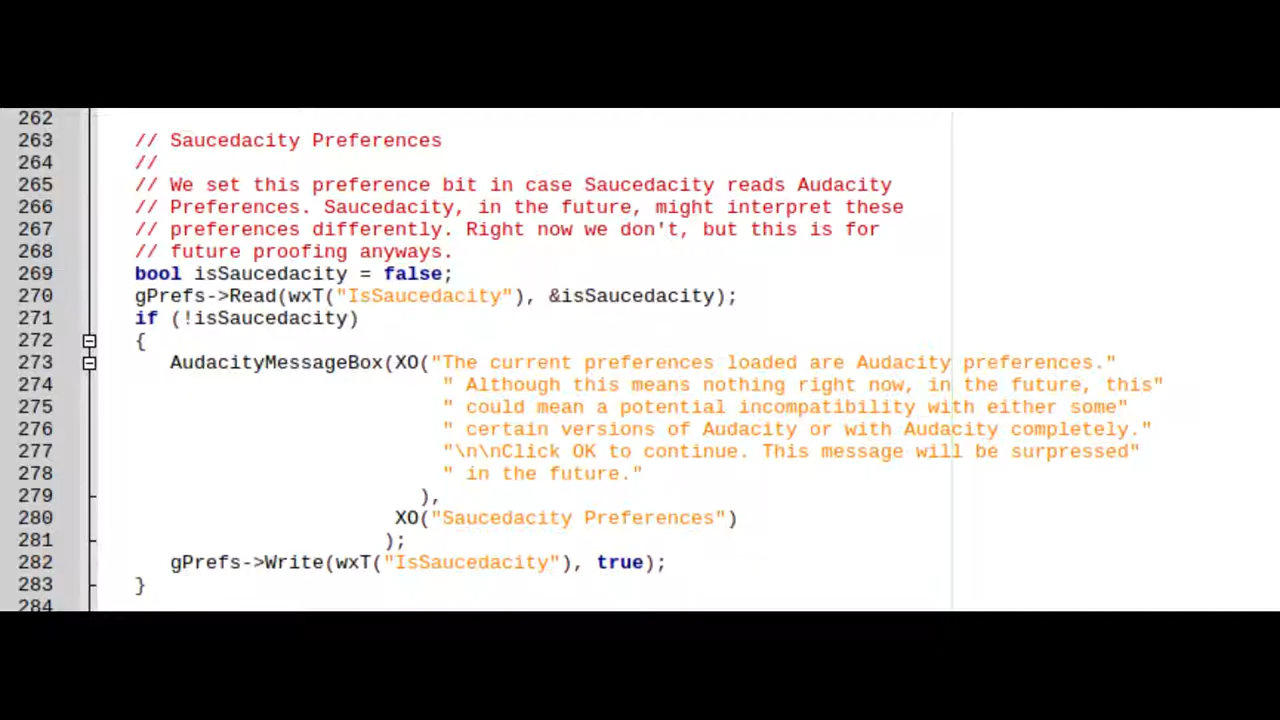 262
263 // Saucedacity Preferences
264 //
265 // We set this preference bit in case Saucedacity reads Audacity
266 // Preferences. Saucedacity, in the future, might interpret these
267 // preferences differently. Right now we don't, but this is for
268 // future proofing anyways.
269 bool isSaucedacity = false;
270 gPrefs->Read(wxT("IsSaucedacity"), &isSaucedacity);
271 if (!isSaucedacity)
272 {
273 AudacityMessageBox(XO("The current preferences loaded are Audacity preferences."
274 " Although this means nothing right now, in the future, this"
275 " could mean a potential incompatibility with either some"
276 " certain versions of Audacity or with Audacity completely."
277 "\n\nClick OK to continue. This message will be surpressed"
278 " in the future."
279 ),
280 XO("Saucedacity Preferences")
281 );
282 gPrefs->Write(wxT("IsSaucedacity"), true);
283 }
284